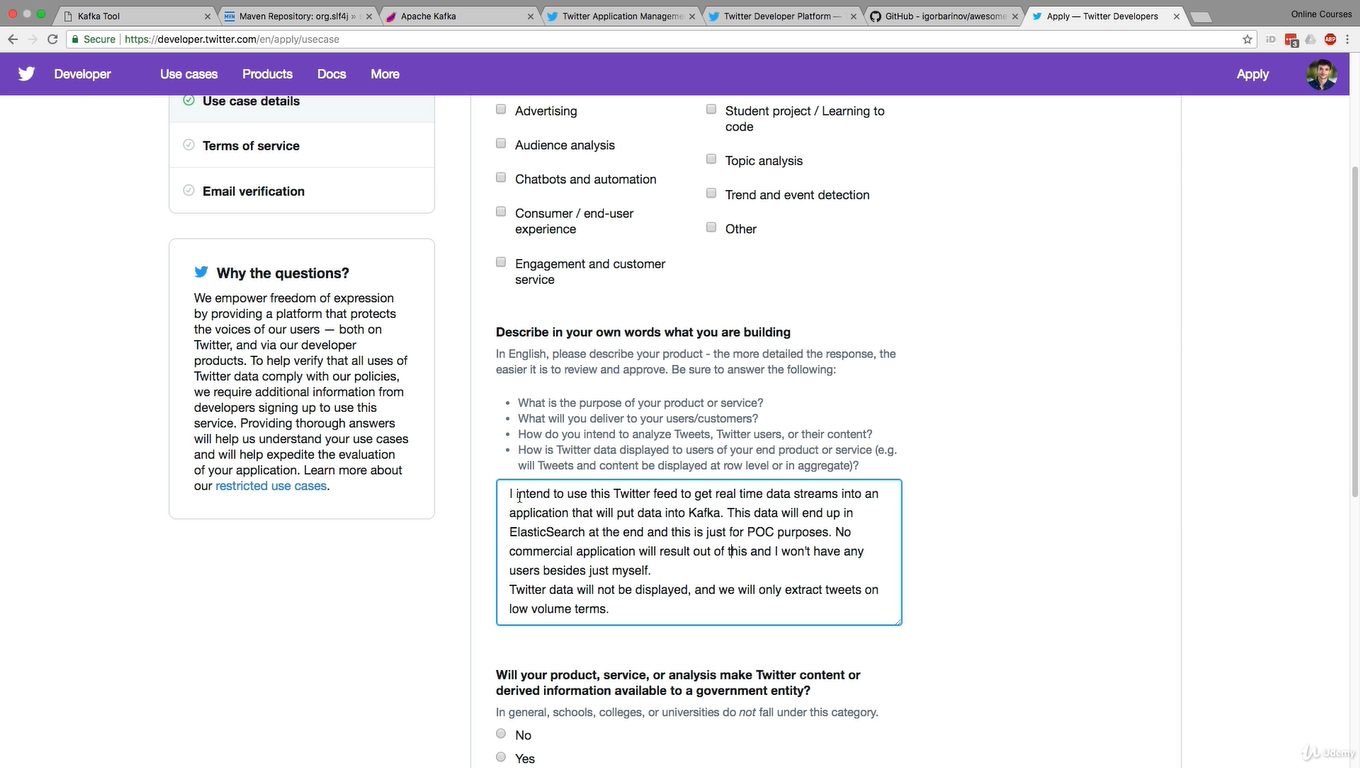 Kafka Tool
Maven Repository: org.slf4j » s
Apache Kafka
Twitter Application Manageme
Twitter Developer Platform —
GitHub - igorbarinov/awesome
Apply — Twitter Developers
Online Courses
Secure
https://developer.twitter.com/en/apply/usecase
iD
3
ABP
Developer
Use cases
Products
Docs
More
Apply
Use case details
Terms of service
Email verification
Why the questions?
We empower freedom of expression
by providing a platform that protects
the voices of our users — both on
Twitter, and via our developer
products. To help verify that all uses of
Twitter data comply with our policies,
we require additional information from
developers signing up to use this
service. Providing thorough answers
will help us understand your use cases
and will help expedite the evaluation
of your application. Learn more about
our restricted use cases.
Advertising
Audience analysis
Chatbots and automation
Consumer / end-user
experience
Engagement and customer
service
Student project / Learning to
code
Topic analysis
Trend and event detection
Other
Describe in your own words what you are building
In English, please describe your product - the more detailed the response, the
easier it is to review and approve. Be sure to answer the following:
• What is the purpose of your product or service?
• What will you deliver to your users/customers?
• How do you intend to analyze Tweets, Twitter users, or their content?
• How is Twitter data displayed to users of your end product or service (e.g.
will Tweets and content be displayed at row level or in aggregate)?
I intend to use this Twitter feed to get real time data streams into an
application that will put data into Kafka. This data will end up in
ElasticSearch at the end and this is just for POC purposes. No
commercial application will result out of this and I won't have any
users besides just myself.
Twitter data will not be displayed, and we will only extract tweets on
low volume terms.
Will your product, service, or analysis make Twitter content or
derived information available to a government entity?
In general, schools, colleges, or universities do not fall under this category.
No
Yes
Udemy